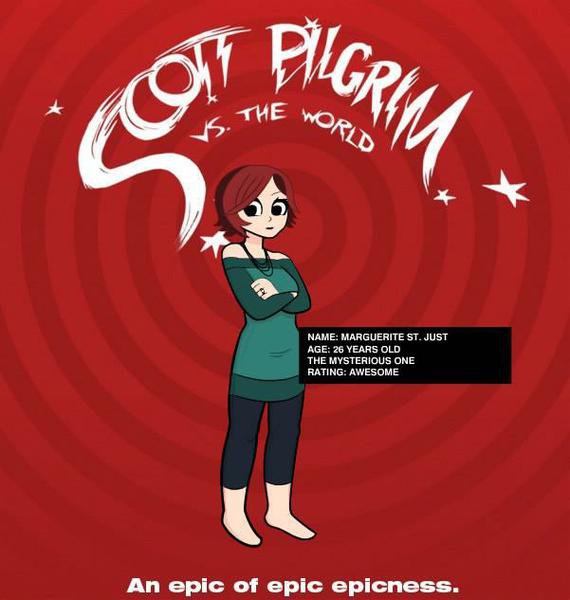 SCOTT PILGRIM
VS. THE WORLD
NAME: MARGUERITE ST. JUST
AGE: 26 YEARS OLD
THE MYSTERIOUS ONE
RATING: AWESOME
An epic of epic epicness.